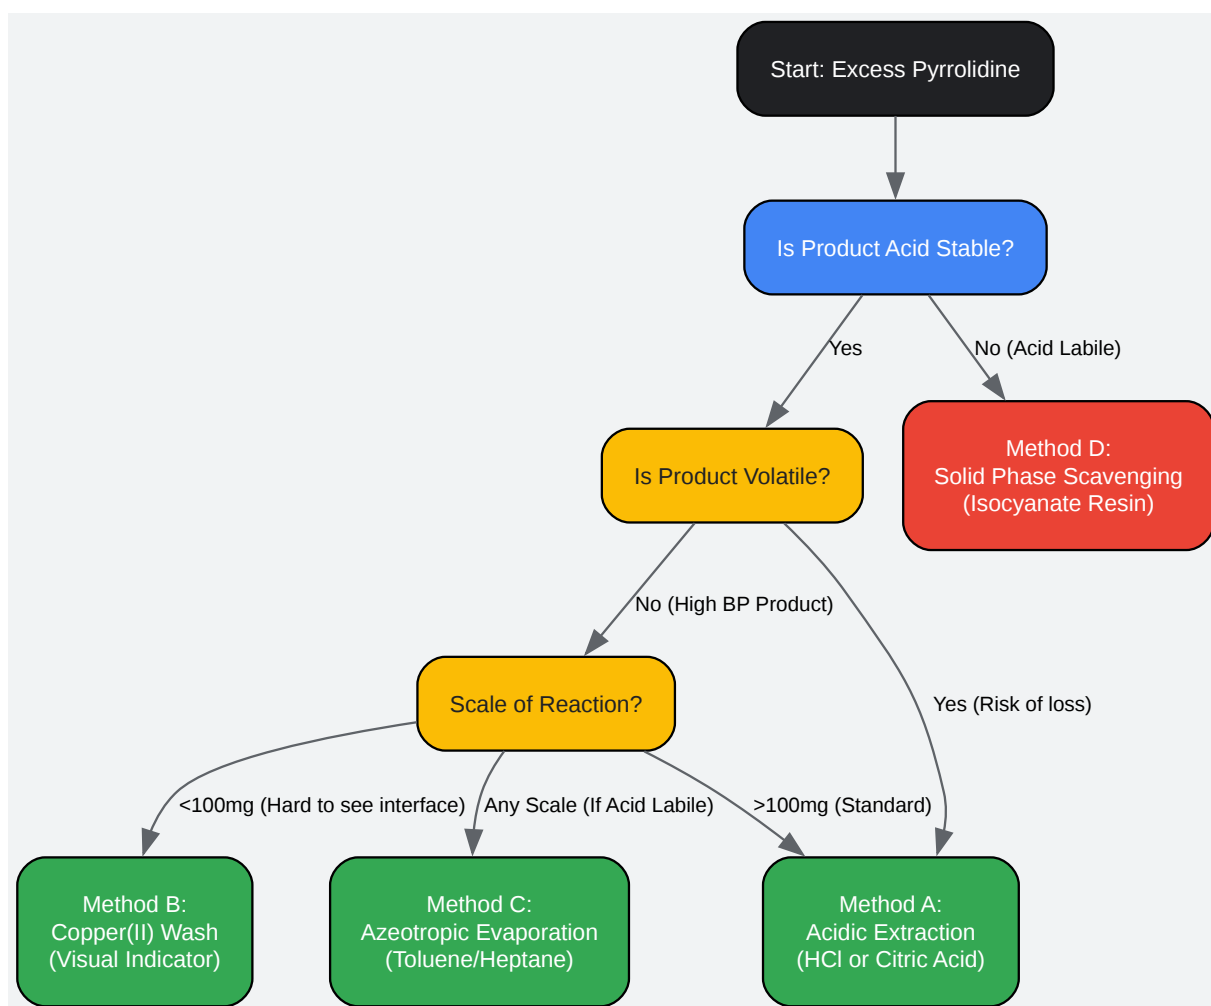 Start: Excess Pyrrolidine
Is Product Acid Stable?
Yes
No (Acid Labile)
Is Product Volatile?
Method D:
Solid Phase Scavenging
(Isocyanate Resin)
No (High BP Product)
Scale of Reaction?
Yes (Risk of loss)
<100mg (Hard to see interface)
Any Scale (If Acid Labile)
>100mg (Standard)
Method B:
Copper(II) Wash
(Visual Indicator)
Method C:
Azeotropic Evaporation
(Toluene/Heptane)
Method A:
Acidic Extraction
(HCl or Citric Acid)